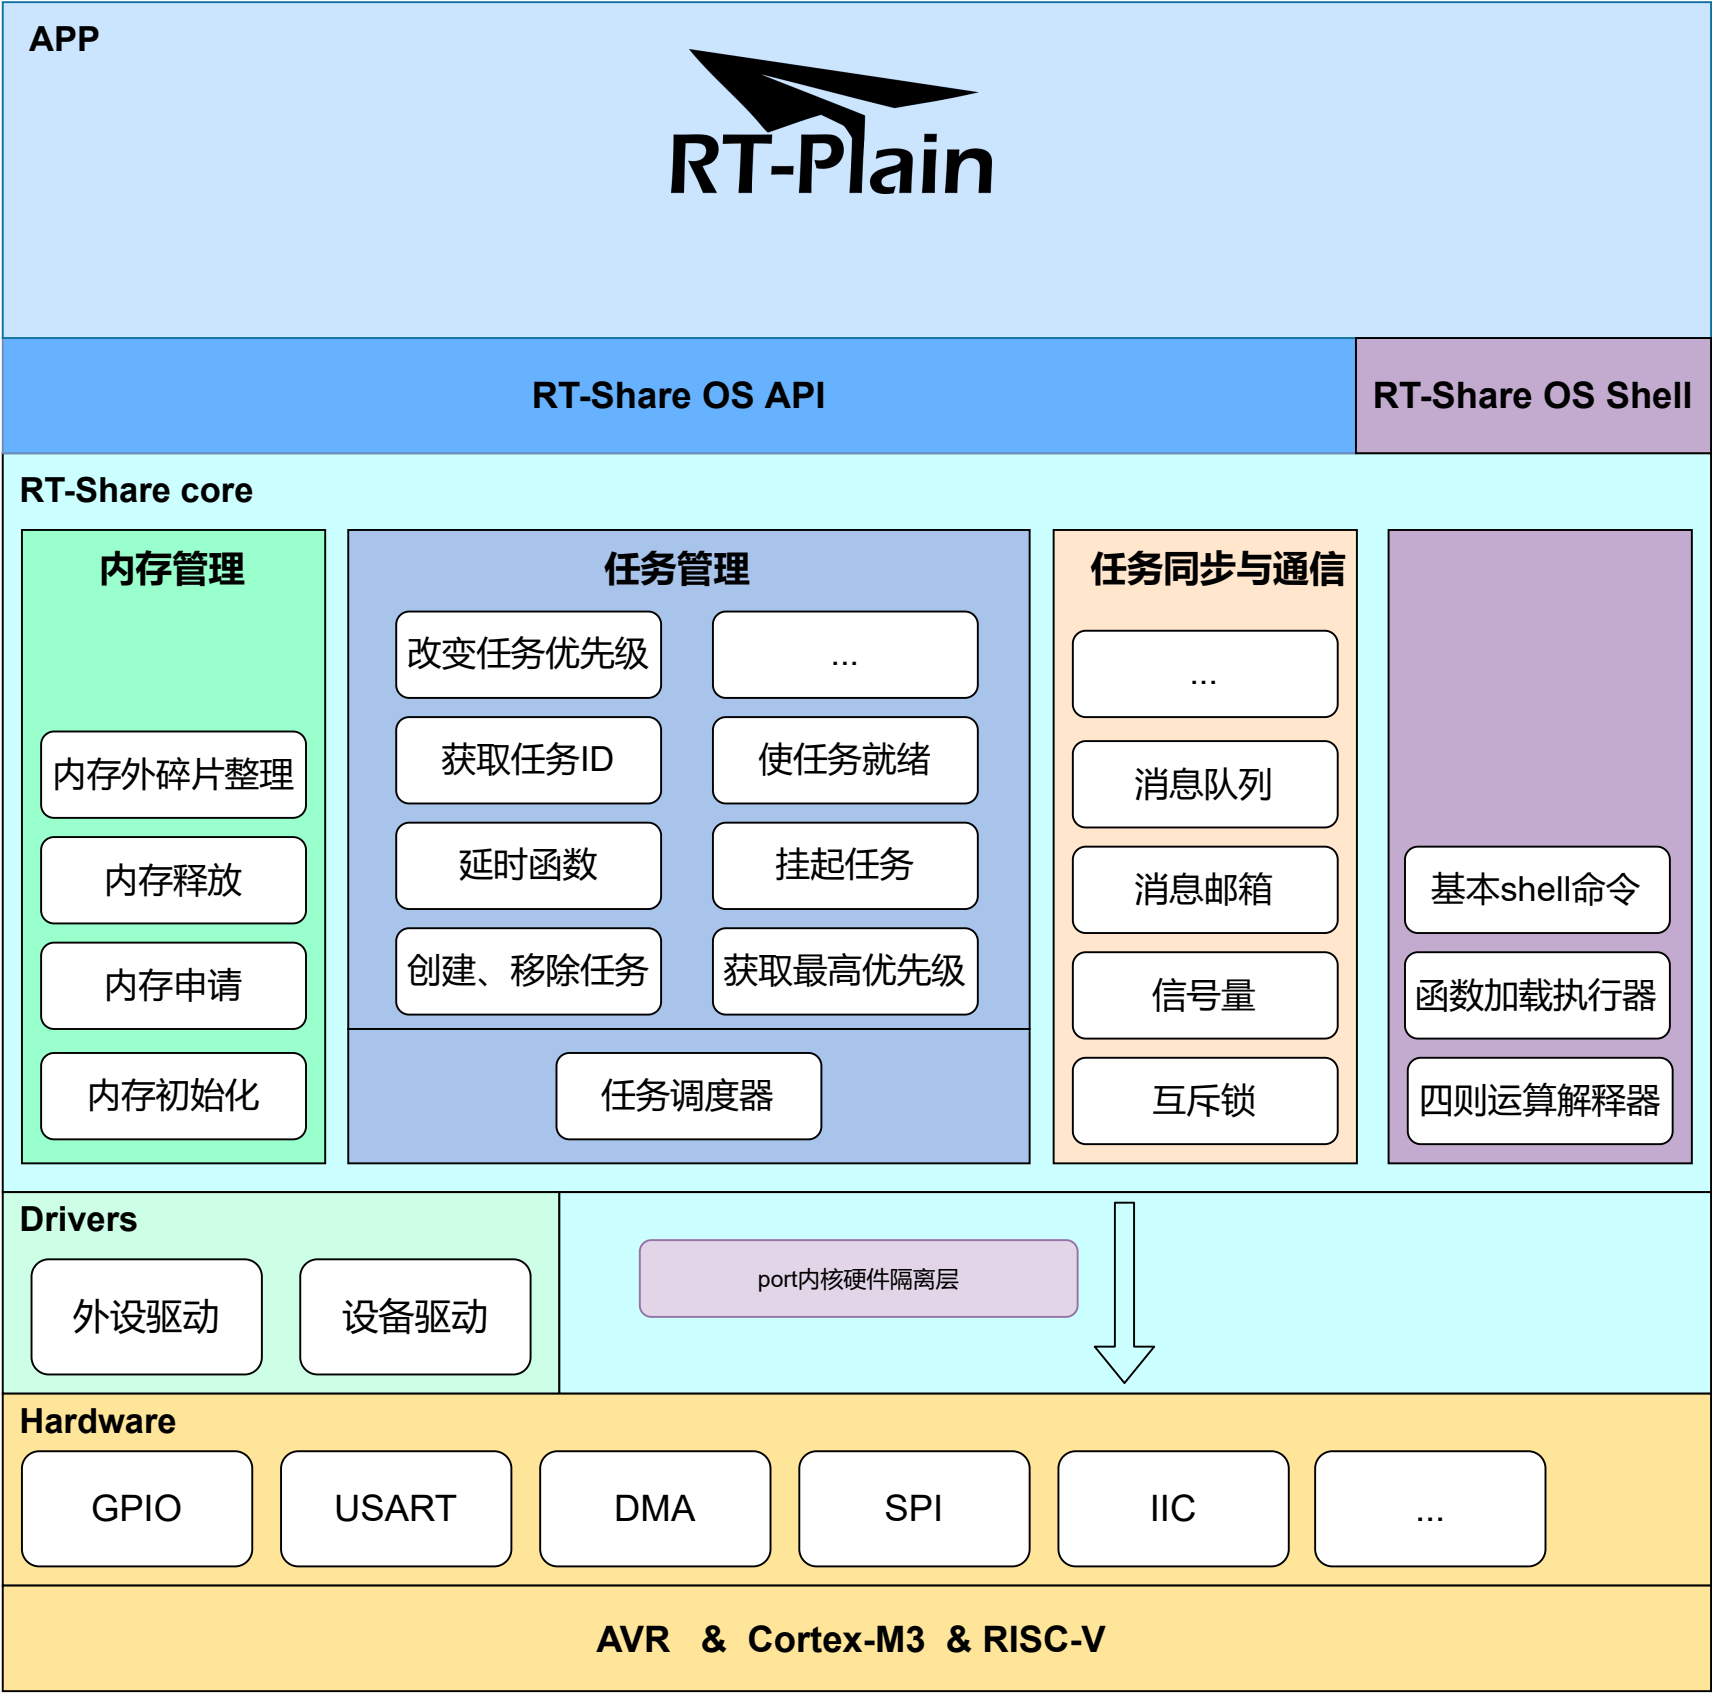 APP
RT-Plain
RT-Share OS API
RT-Share OS Shell
RT-Share core
内存管理
内存外碎片整理
内存释放
内存申请
内存初始化
任务管理
改变任务优先级
...
获取任务ID
使任务就绪
延时函数
挂起任务
创建、移除任务
获取最高优先级
任务调度器
任务同步与通信
...
消息队列
消息邮箱
信号量
互斥锁
基本shell命令
函数加载执行器
四则运算解释器
Drivers
外设驱动
设备驱动
port内核硬件隔离层
Hardware
GPIO
USART
DMA
SPI
IIC
...
AVR & Cortex-M3 & RISC-V